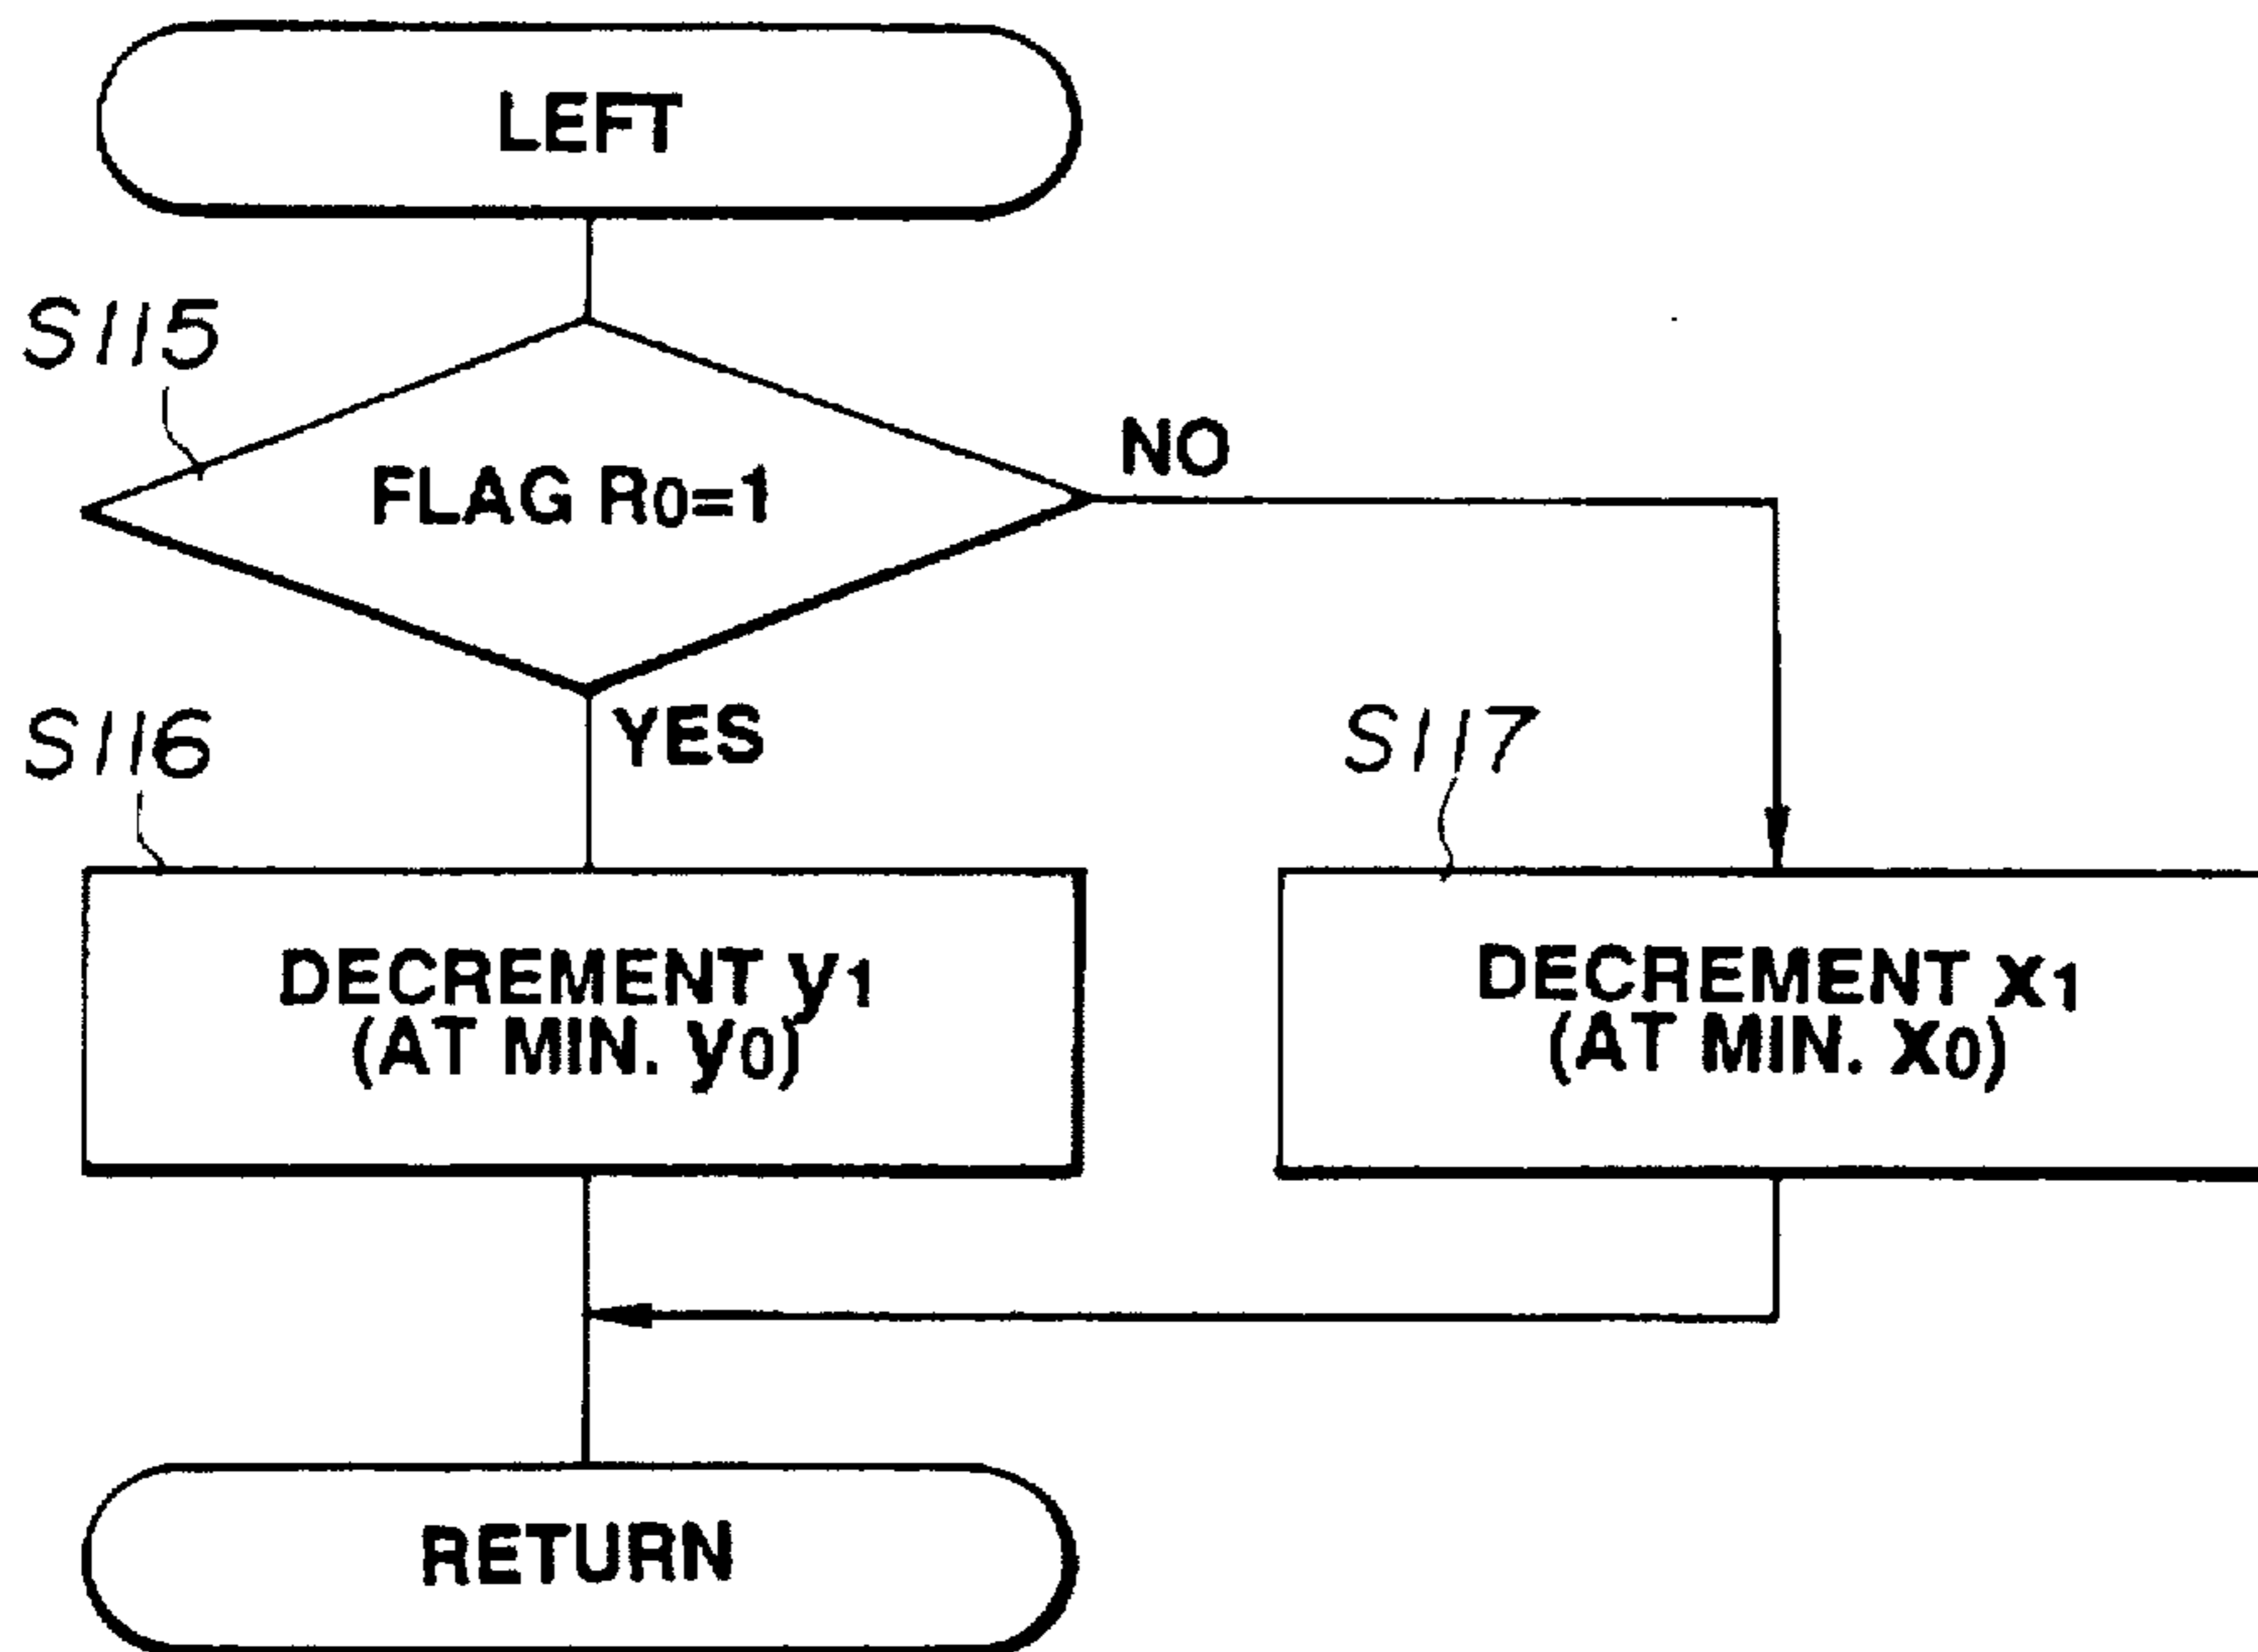 LEFT
S115
FLAG R0=1
NO
YES
S116
S117
DECREMENT y1
(AT MIN. y0)
DECREMENT x1
(AT MIN. x0)
RETURN